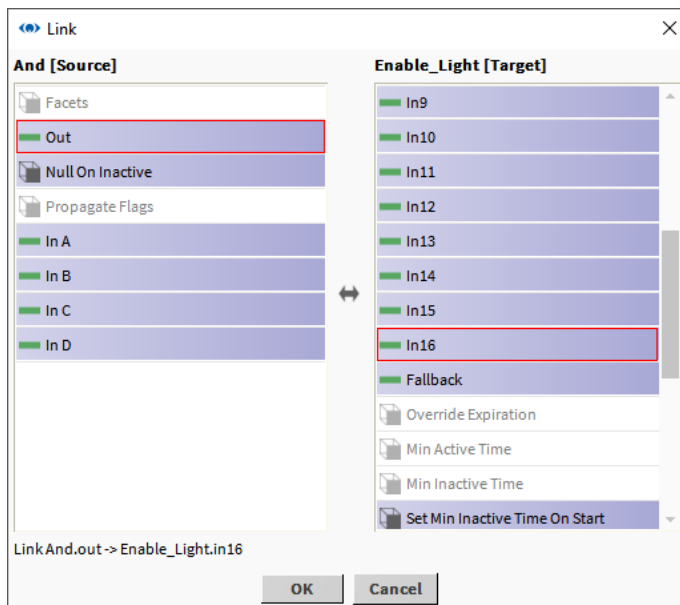 Link
And [Source]
Facets
Out
Null On Inactive
Propagate Flags
In A
In B
In C
In D
Enable_Light [Target]
In9
In10
In11
In12
In13
In14
In15
In16
Fallback
Override Expiration
Min Active Time
Min Inactive Time
Set Min Inactive Time On Start
Link And.out -> Enable_Light.in16
OK
Cancel